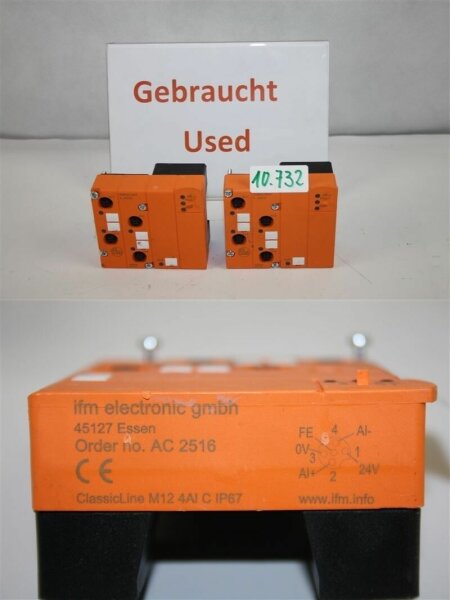 Gebraucht
Used
10.732
ifm electronic gmbh
45127 Essen
Order no. AC 2516
CE
ClassicLine M12 4AI C IP67
FE 4 AI-
0V 3 1
AI+ 2 24V
www.ifm.info